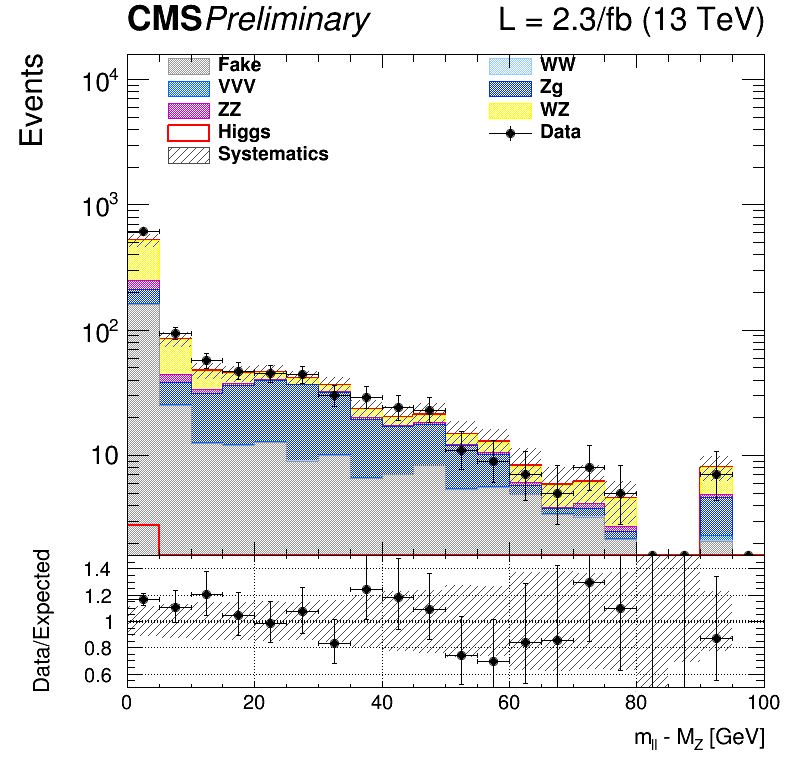 CMS Preliminary L = 2.3/fb (13 TeV)
Events
Fake WW
VVV Zg
ZZ WZ
Higgs Data
Systematics
10⁴
10³
10²
10
Data/Expected
1.4
1.2
1
0.8
0.6
0 20 40 60 80 100
m_ll - M_Z [GeV]